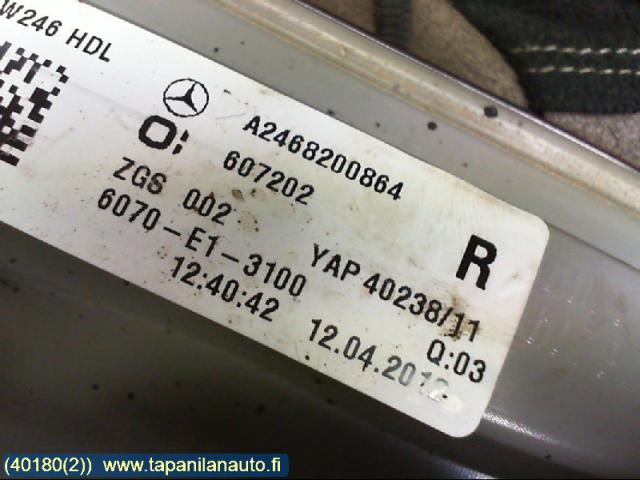 W246 HDL
A2468200864
O; 607202
ZGS 002
6070-E1-3100
YAP 40238/11
R
12:40:42
12.04.2012
Q:03
(40180(2)) www.tapanilanauto.fi